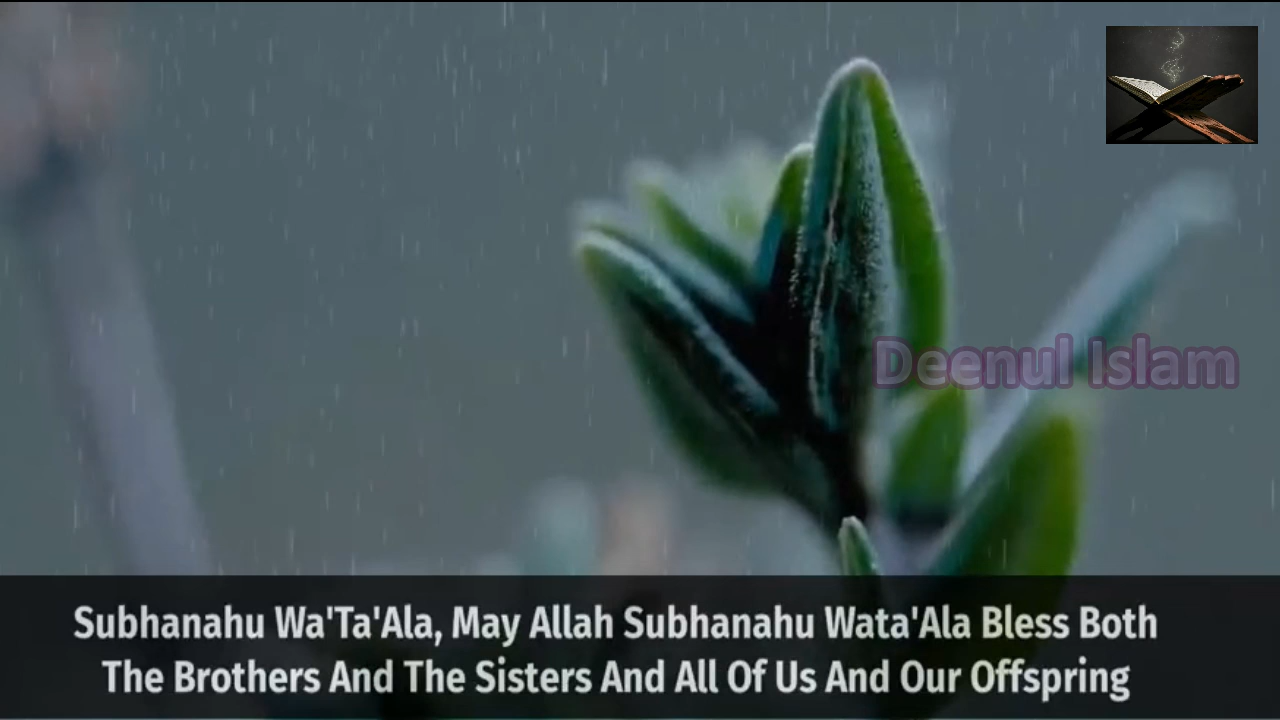 Deenul Islam
Subhanahu Wa'Ta'Ala, May Allah Subhanahu Wata'Ala Bless Both
The Brothers And The Sisters And All Of Us And Our Offspring